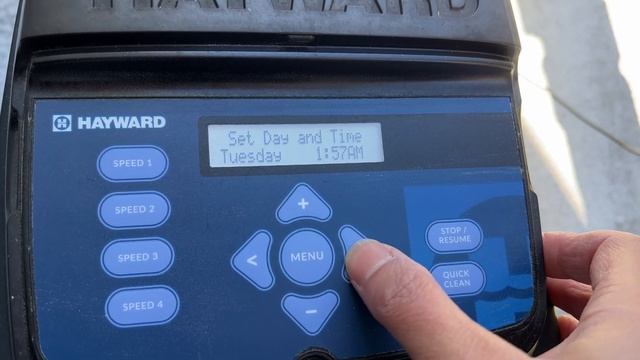 HAYWARD
HAYWARD
Set Day and Time
Tuesday 1:57AM
SPEED 1
SPEED 2
SPEED 3
SPEED 4
+
<
MENU
−
STOP / RESUME
QUICK CLEAN